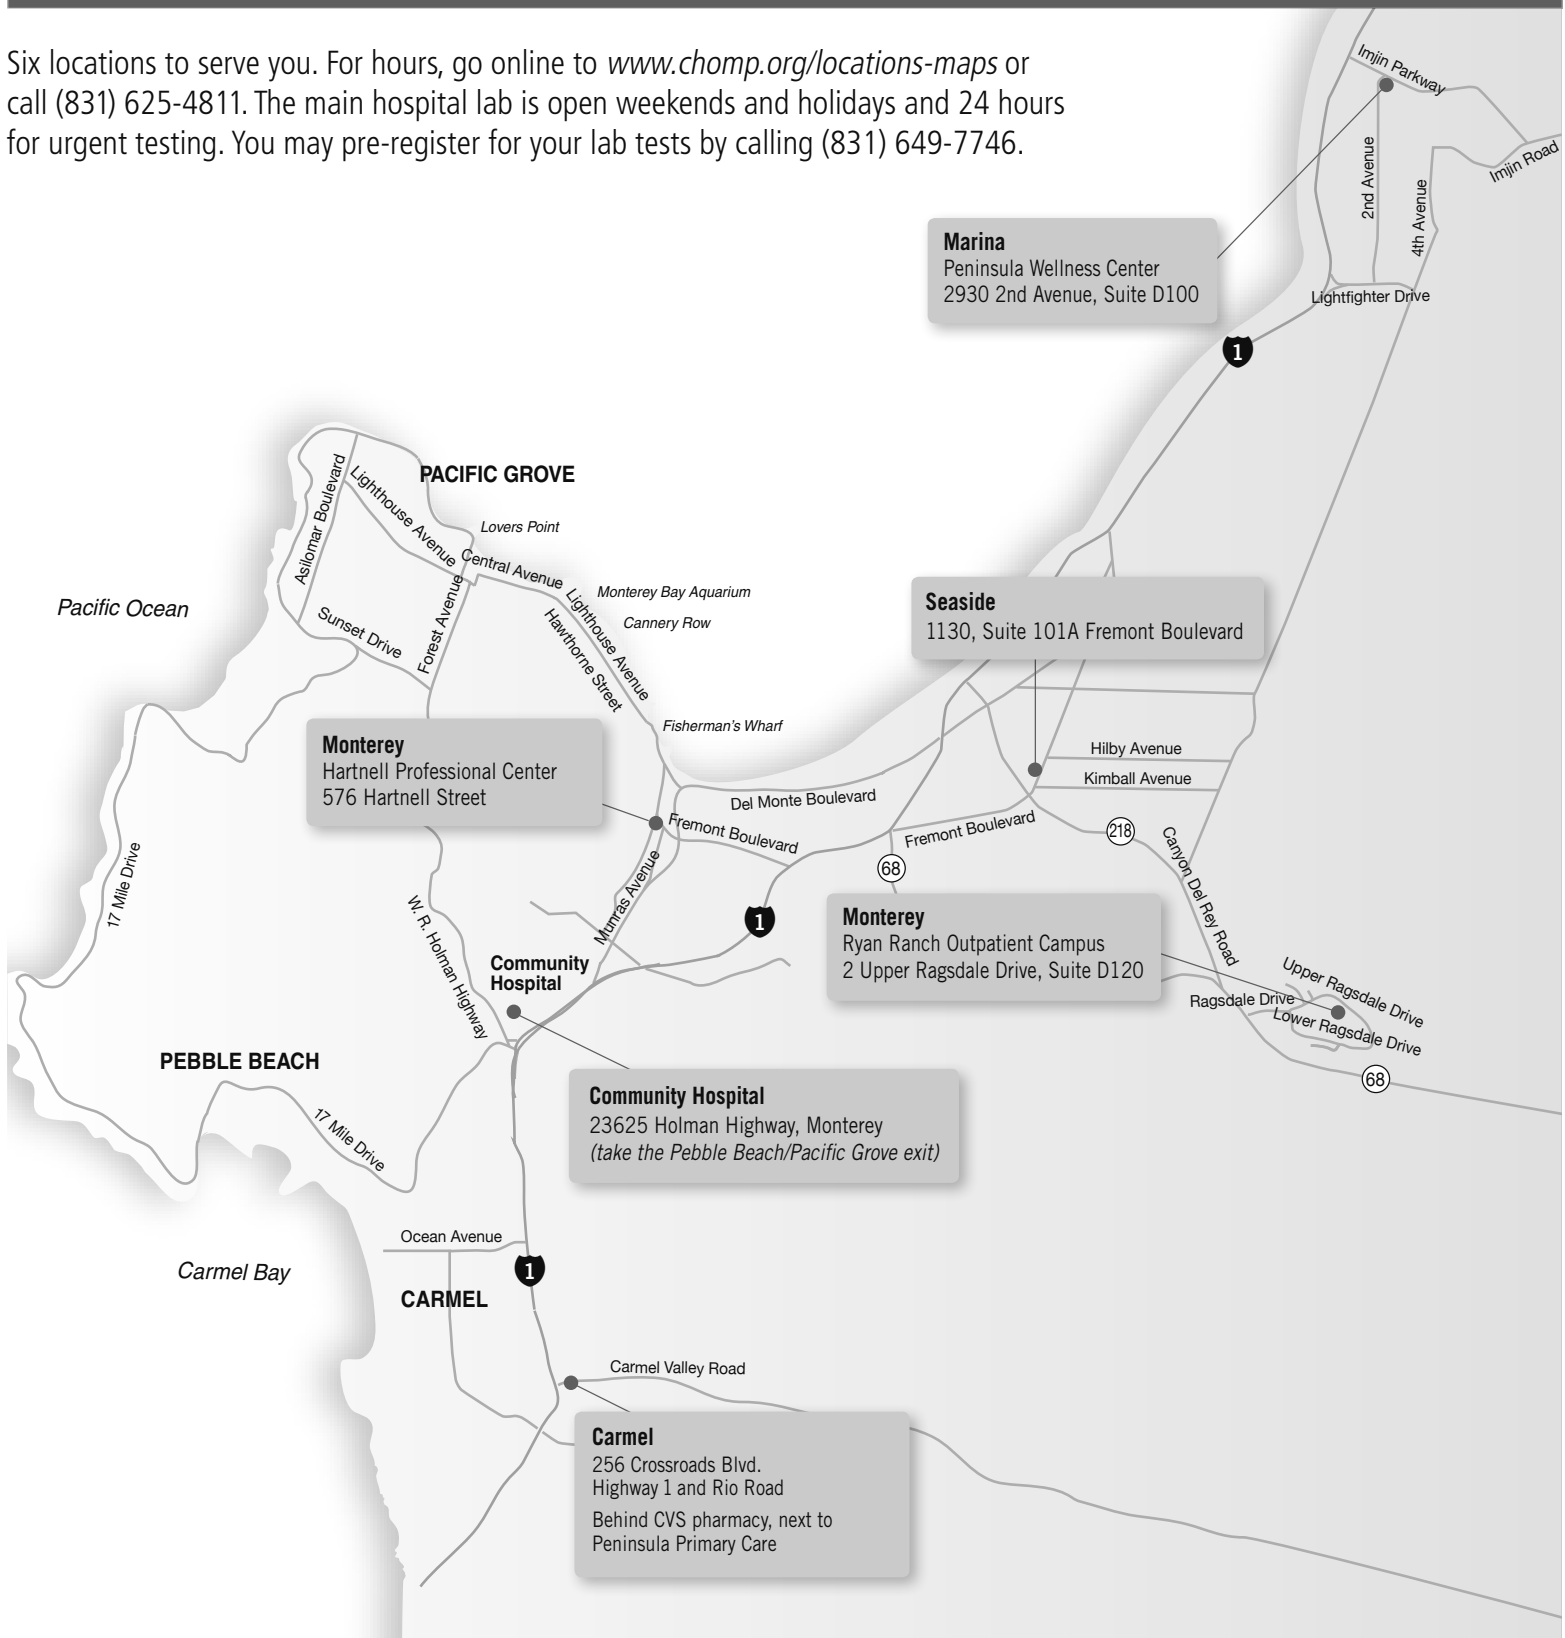 Six locations to serve you. For hours, go online to www.chomp.org/locations-maps or
call (831) 625-4811. The main hospital lab is open weekends and holidays and 24 hours
for urgent testing. You may pre-register for your lab tests by calling (831) 649-7746.
Imjin Parkway
Imjin Road
2nd Avenue
4th Avenue
Marina
Peninsula Wellness Center
2930 2nd Avenue, Suite D100
Lightfighter Drive
1
PACIFIC GROVE
Asilomar Boulevard
Lighthouse Avenue
Lovers Point
Central Avenue
Forest Avenue
Sunset Drive
Pacific Ocean
Monterey Bay Aquarium
Cannery Row
Lighthouse Avenue
Hawthorne Street
Fisherman's Wharf
Seaside
1130, Suite 101A Fremont Boulevard
Monterey
Hartnell Professional Center
576 Hartnell Street
Hilby Avenue
Kimball Avenue
Del Monte Boulevard
Fremont Boulevard
Fremont Boulevard
218
68
Canyon Del Rey Road
17 Mile Drive
W. R. Holman Highway
Munras Avenue
1
Monterey
Ryan Ranch Outpatient Campus
2 Upper Ragsdale Drive, Suite D120
Community
Hospital
Upper Ragsdale Drive
Ragsdale Drive
Lower Ragsdale Drive
68
PEBBLE BEACH
17 Mile Drive
Community Hospital
23625 Holman Highway, Monterey
(take the Pebble Beach/Pacific Grove exit)
Ocean Avenue
1
Carmel Bay
CARMEL
Carmel Valley Road
Carmel
256 Crossroads Blvd.
Highway 1 and Rio Road
Behind CVS pharmacy, next to
Peninsula Primary Care